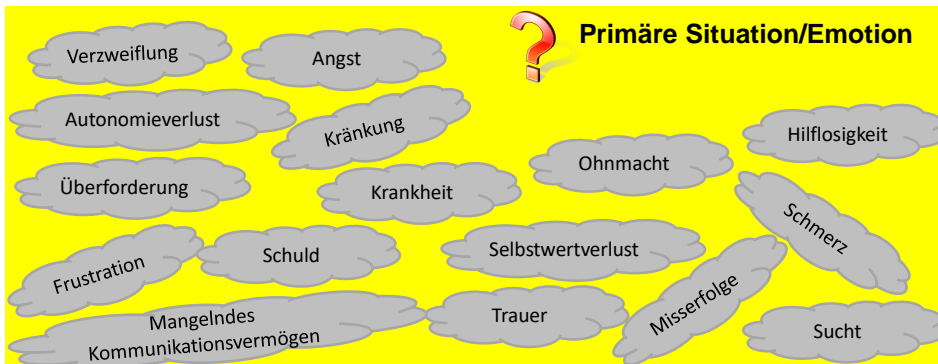 Primäre Situation/Emotion
Verzweiflung
Angst
Autonomieverlust
Kränkung
Hilflosigkeit
Ohnmacht
Überforderung
Krankheit
Schmerz
Frustration
Schuld
Selbstwertverlust
Misserfolge
Mangelndes
Kommunikationsvermögen
Trauer
Sucht